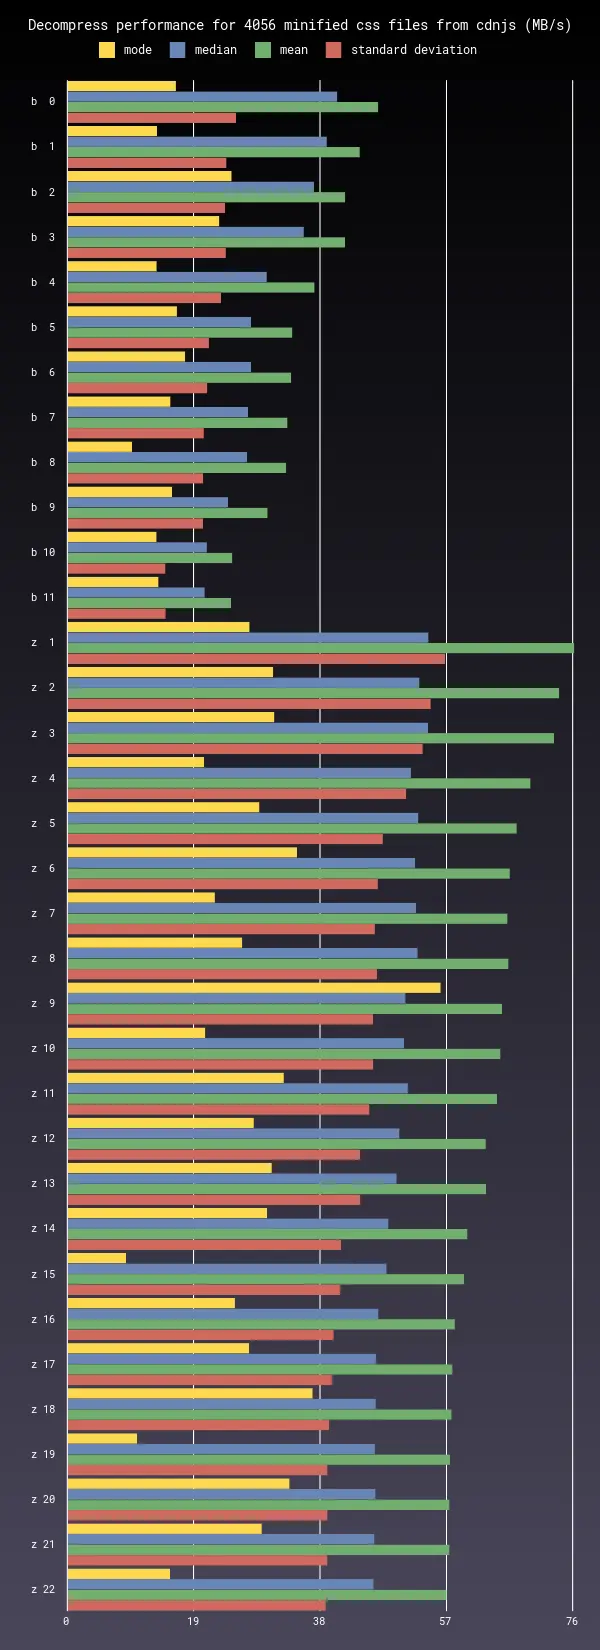 Decompress performance for 4056 minified css files from cdnjs (MB/s)
mode median mean standard deviation
b 0
b 1
b 2
b 3
b 4
b 5
b 6
b 7
b 8
b 9
b 10
b 11
z 1
z 2
z 3
z 4
z 5
z 6
z 7
z 8
z 9
z 10
z 11
z 12
z 13
z 14
z 15
z 16
z 17
z 18
z 19
z 20
z 21
z 22
0 19 38 57 76